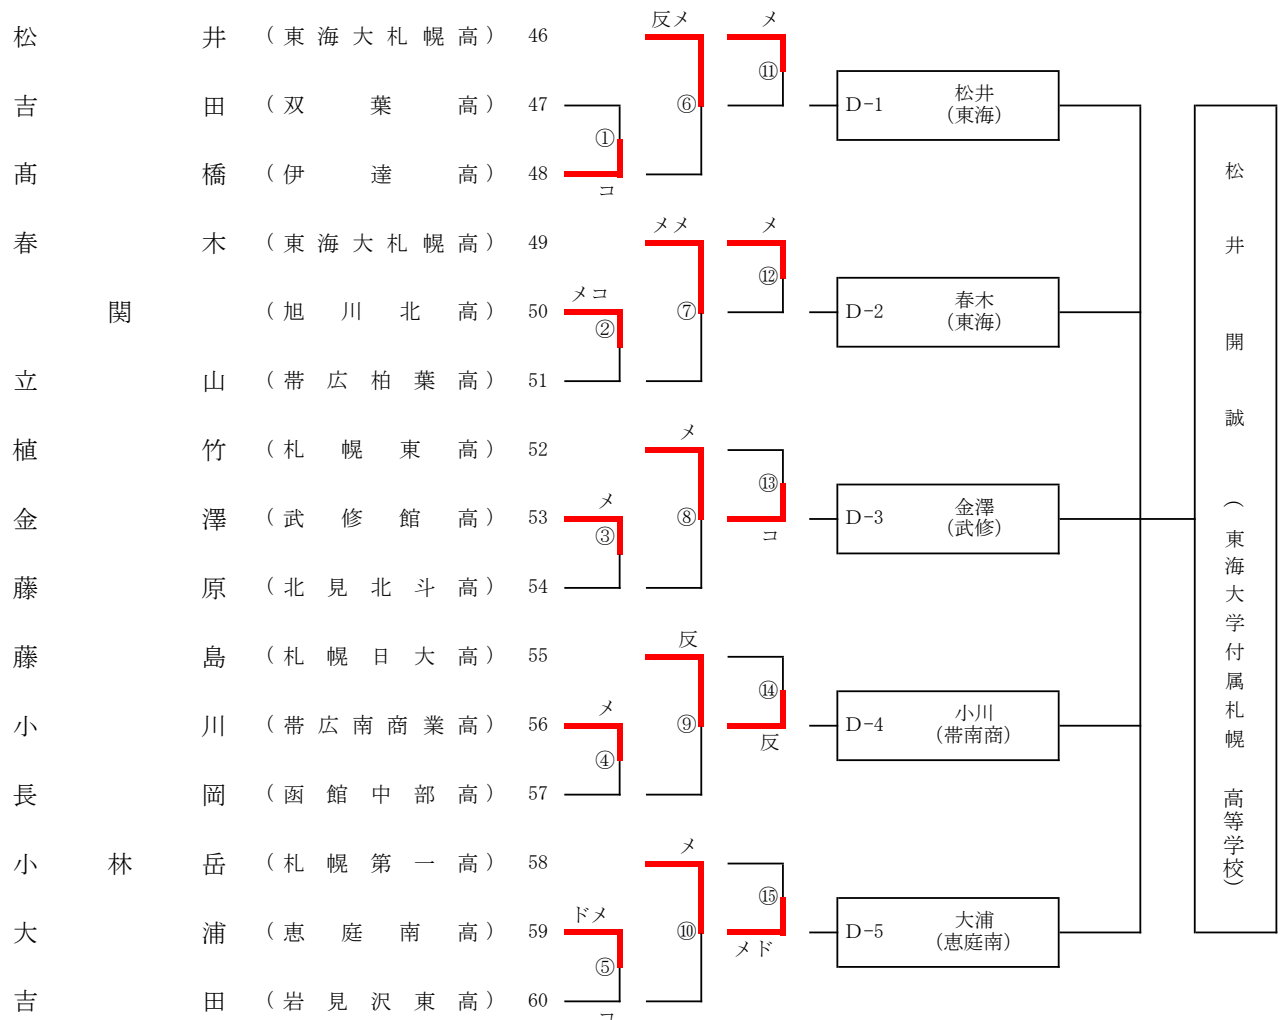 松井 (東海大札幌高) 46
吉田 (双葉高) 47
髙橋 (伊達高) 48
春木 (東海大札幌高) 49
関 (旭川北高) 50
立山 (帯広柏葉高) 51
植竹 (札幌東高) 52
金澤 (武修館高) 53
藤原 (北見北斗高) 54
藤島 (札幌日大高) 55
小川 (帯広南商業高) 56
長岡 (函館中部高) 57
小林岳 (札幌第一高) 58
大浦 (恵庭南高) 59
吉田 (岩見沢東高) 60
①
コ
メコ
②
メ
③
メ
④
ドメ
⑤
コ
反メ
⑥
メメ
⑦
メ
⑧
反
⑨
メ
⑩
メ
⑪
メ
⑫
⑬
コ
⑭
反
⑮
メド
D-1 松井
(東海)
D-2 春木
(東海)
D-3 金澤
(武修)
D-4 小川
(帯南商)
D-5 大浦
(恵庭南)
松井開誠 (東海大学付属札幌 高等学校)